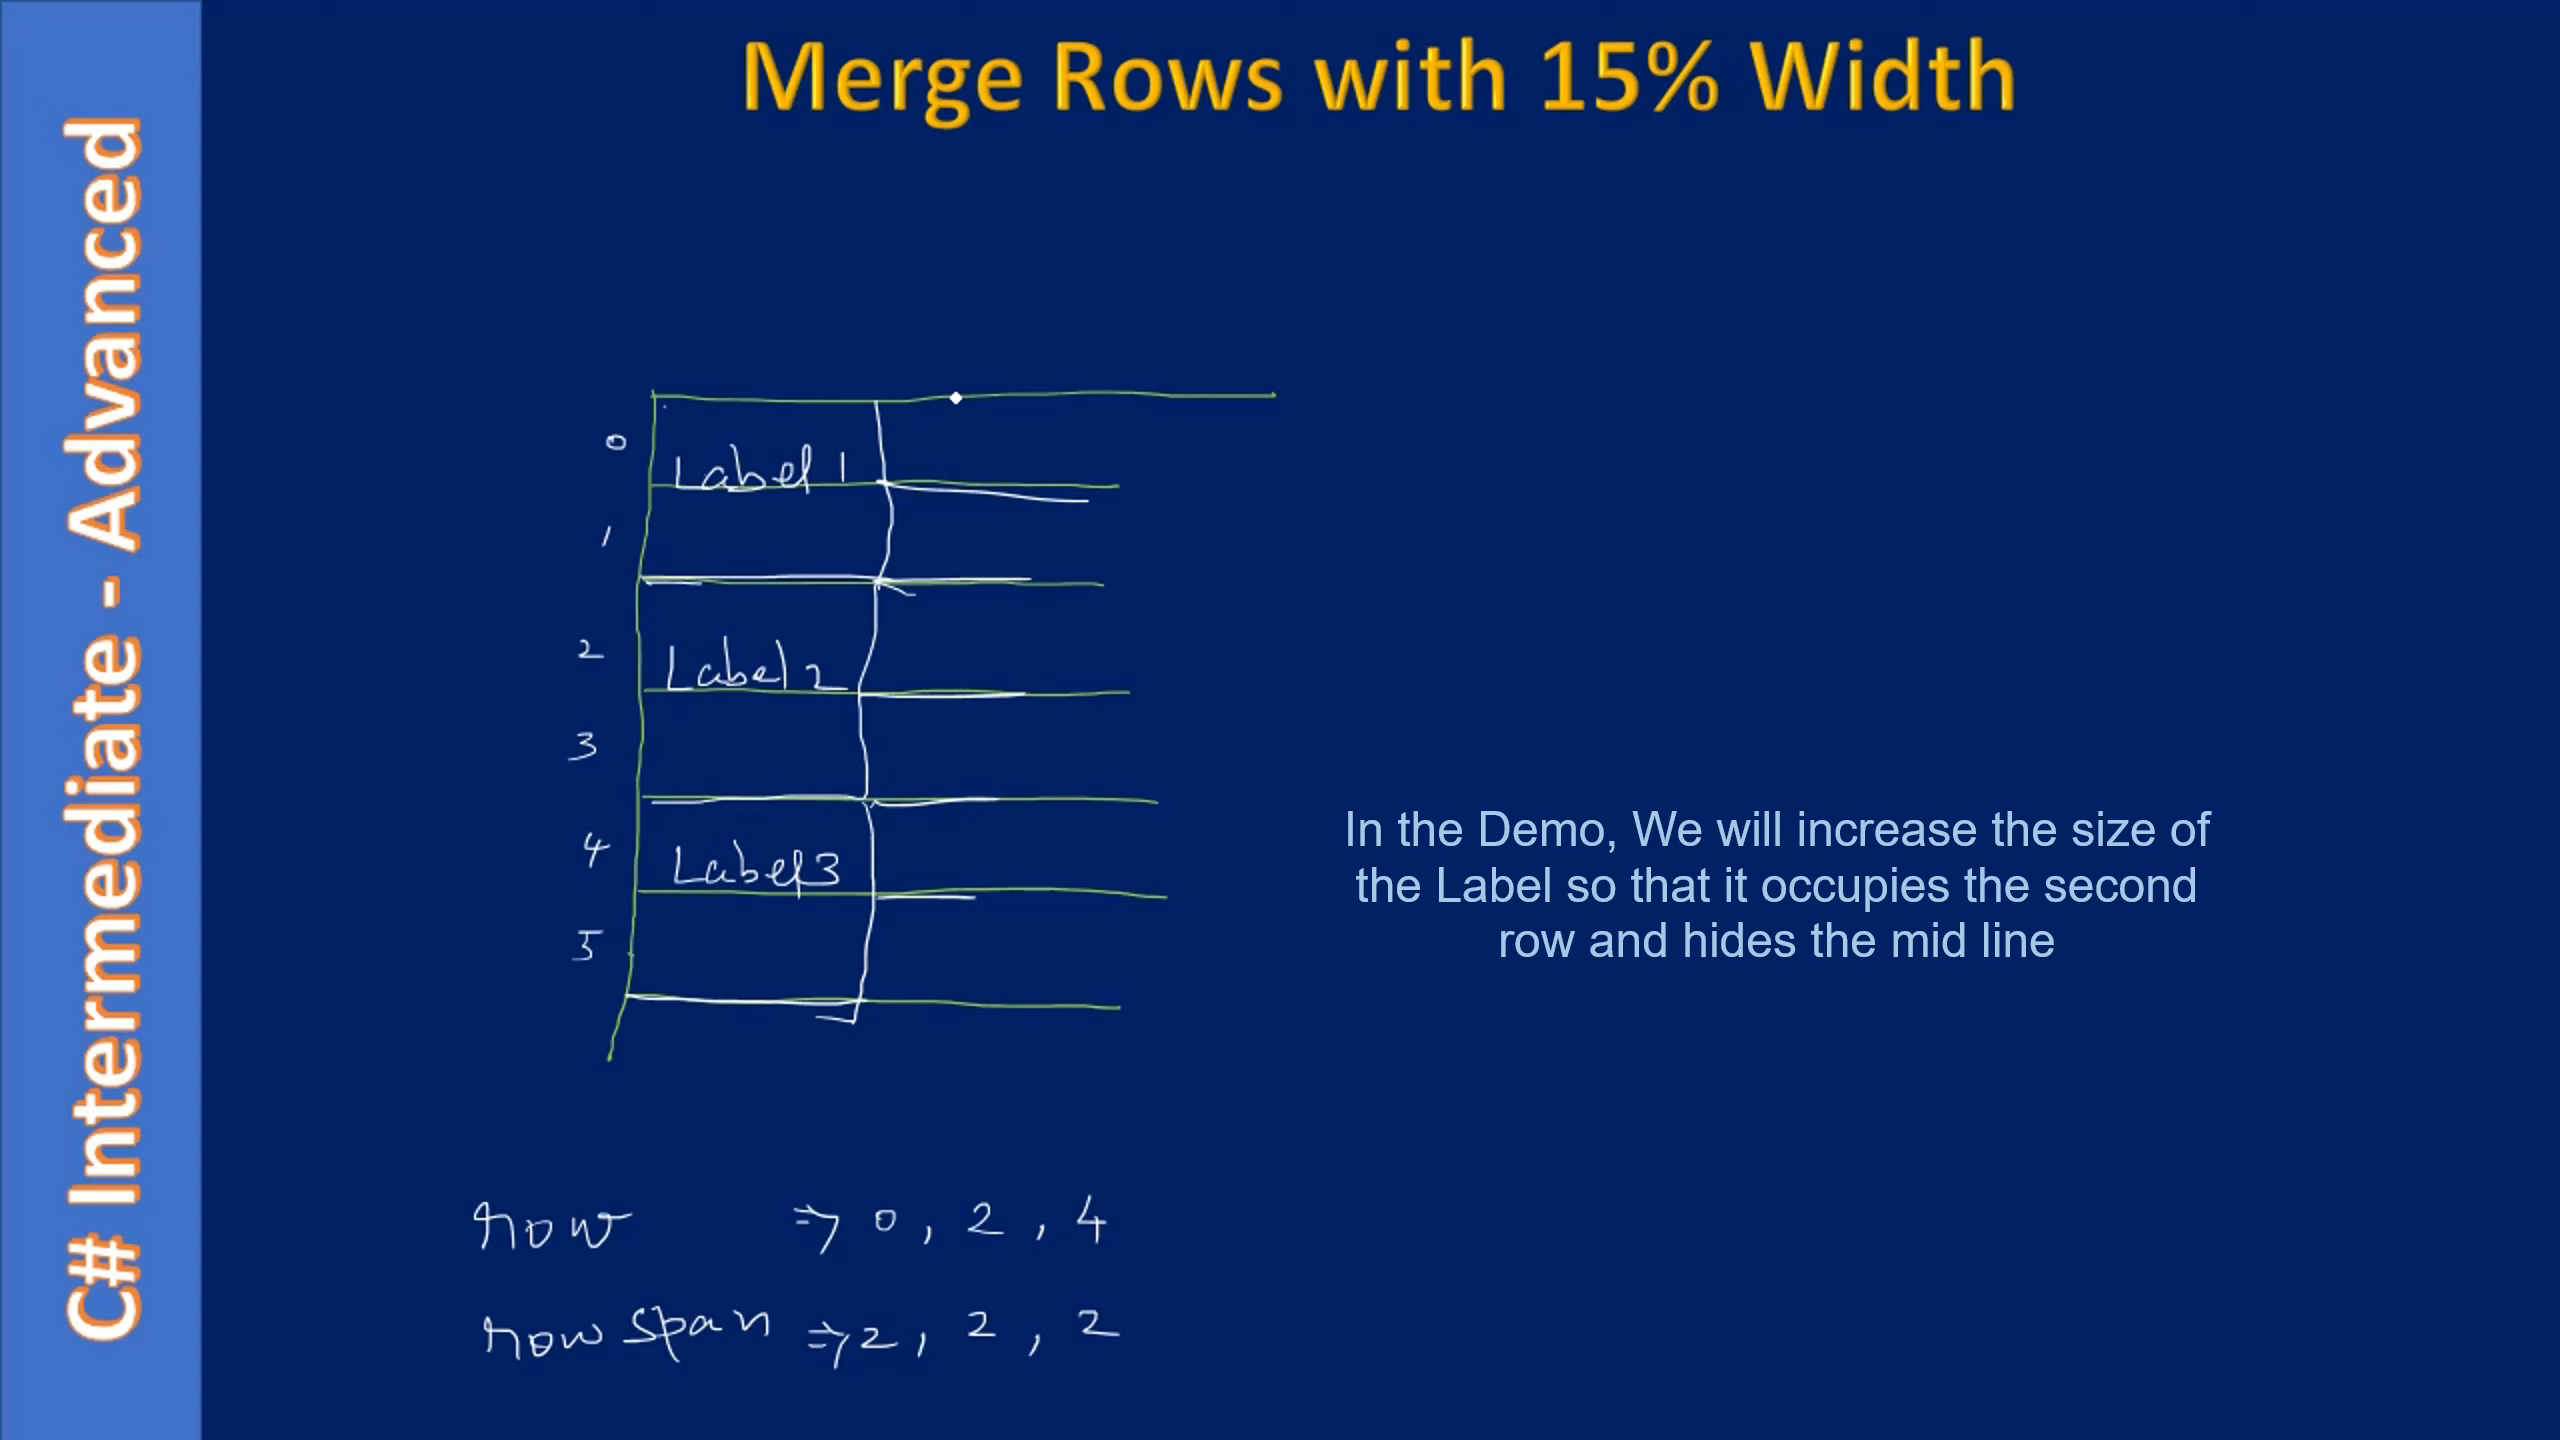 Merge Rows with 15% Width
C# Intermediate - Advanced
0
Label 1
1
2
Label 2
3
4
Label 3
5
In the Demo, We will increase the size of
the Label so that it occupies the second
row and hides the mid line
row => 0, 2, 4
row span => 2, 2, 2